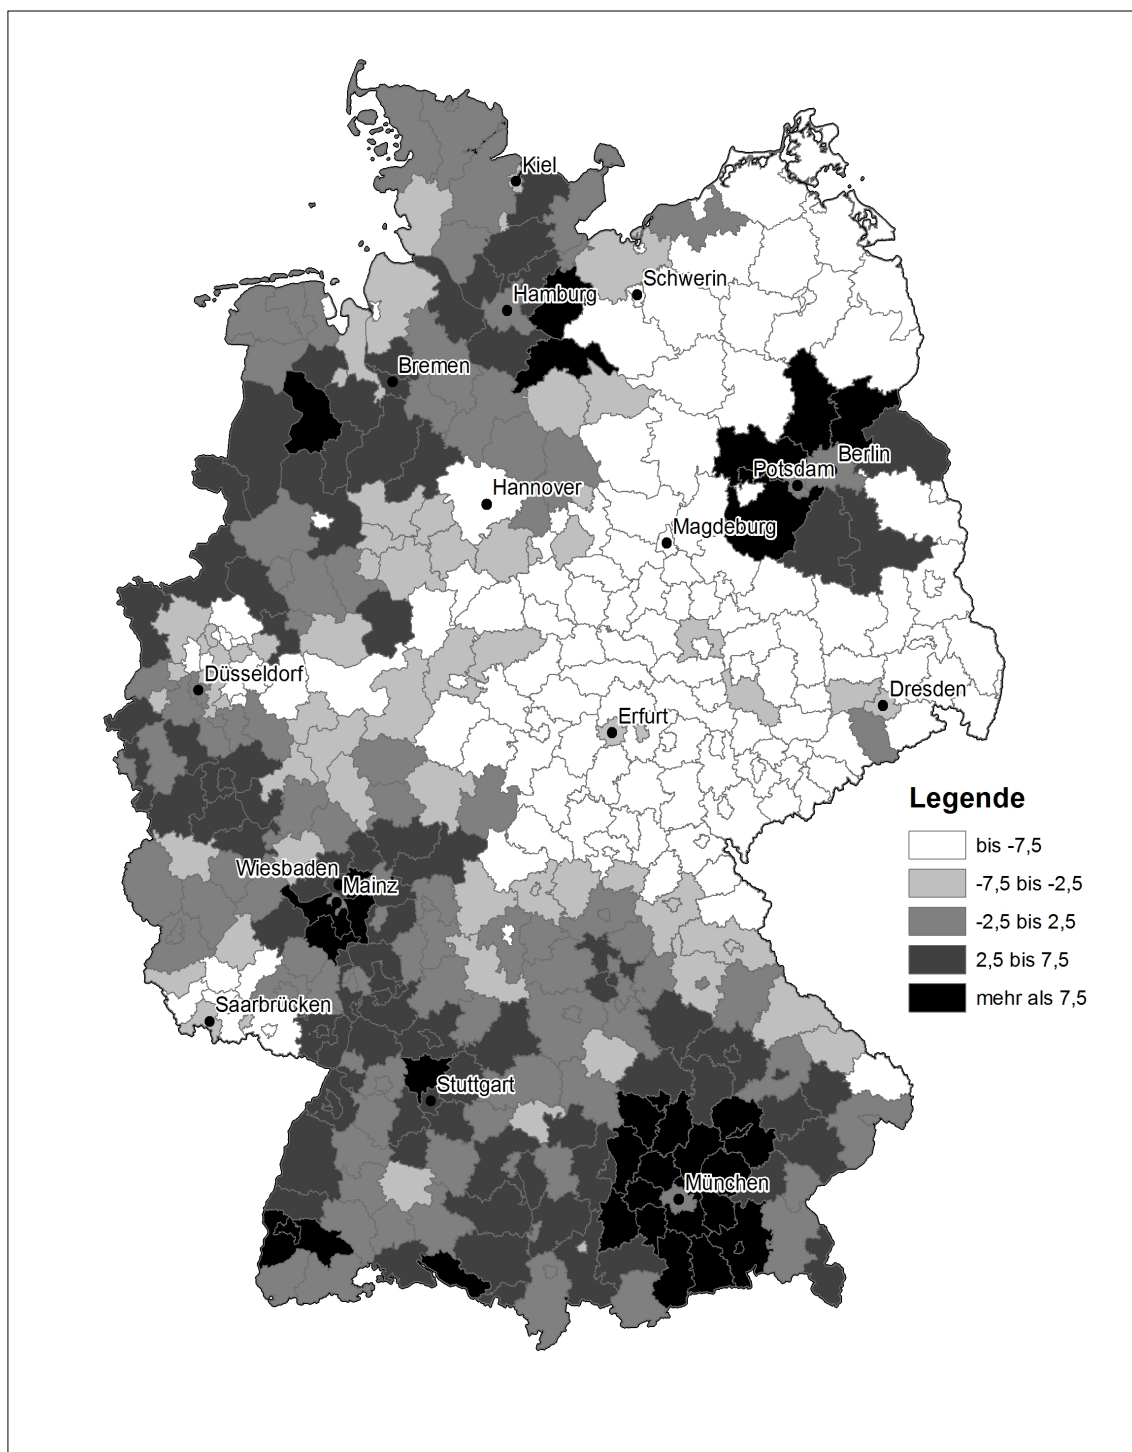 Kiel
Schwerin
Hamburg
Bremen
Berlin
Potsdam
Hannover
Magdeburg
Düsseldorf
Dresden
Erfurt
Legende
bis -7,5
-7,5 bis -2,5
-2,5 bis 2,5
2,5 bis 7,5
mehr als 7,5
Wiesbaden
Mainz
Saarbrücken
Stuttgart
München